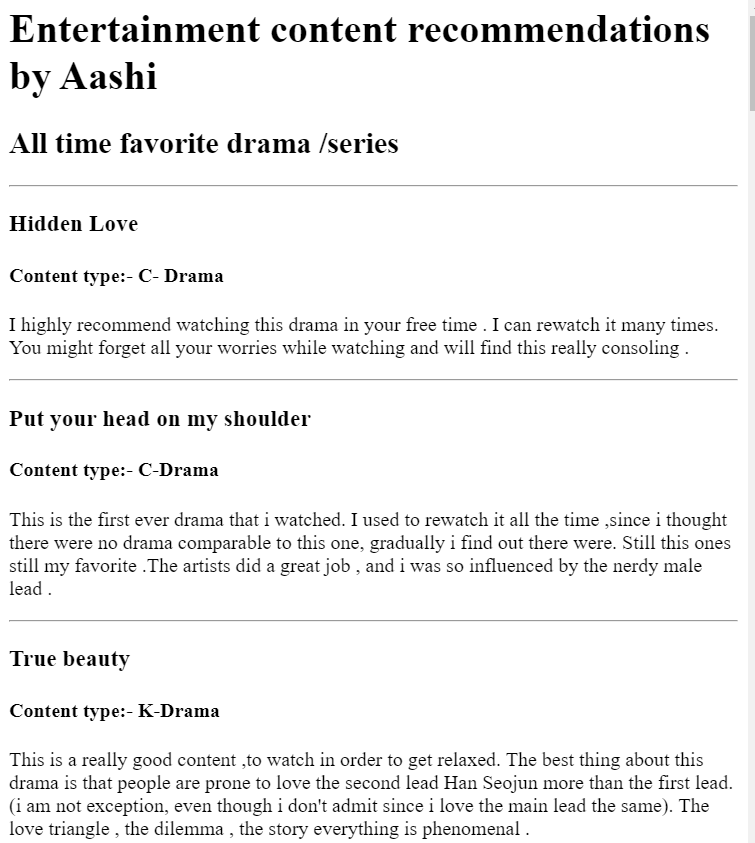 Entertainment content recommendations
by Aashi
All time favorite drama /series
Hidden Love
Content type:- C- Drama
I highly recommend watching this drama in your free time . I can rewatch it many times.
You might forget all your worries while watching and will find this really consoling .
Put your head on my shoulder
Content type:- C-Drama
This is the first ever drama that i watched. I used to rewatch it all the time ,since i thought
there were no drama comparable to this one, gradually i find out there were. Still this ones
still my favorite .The artists did a great job , and i was so influenced by the nerdy male
lead .
True beauty
Content type:- K-Drama
This is a really good content ,to watch in order to get relaxed. The best thing about this
drama is that people are prone to love the second lead Han Seojun more than the first lead.
(i am not exception, even though i don't admit since i love the main lead the same). The
love triangle , the dilemma , the story everything is phenomenal .